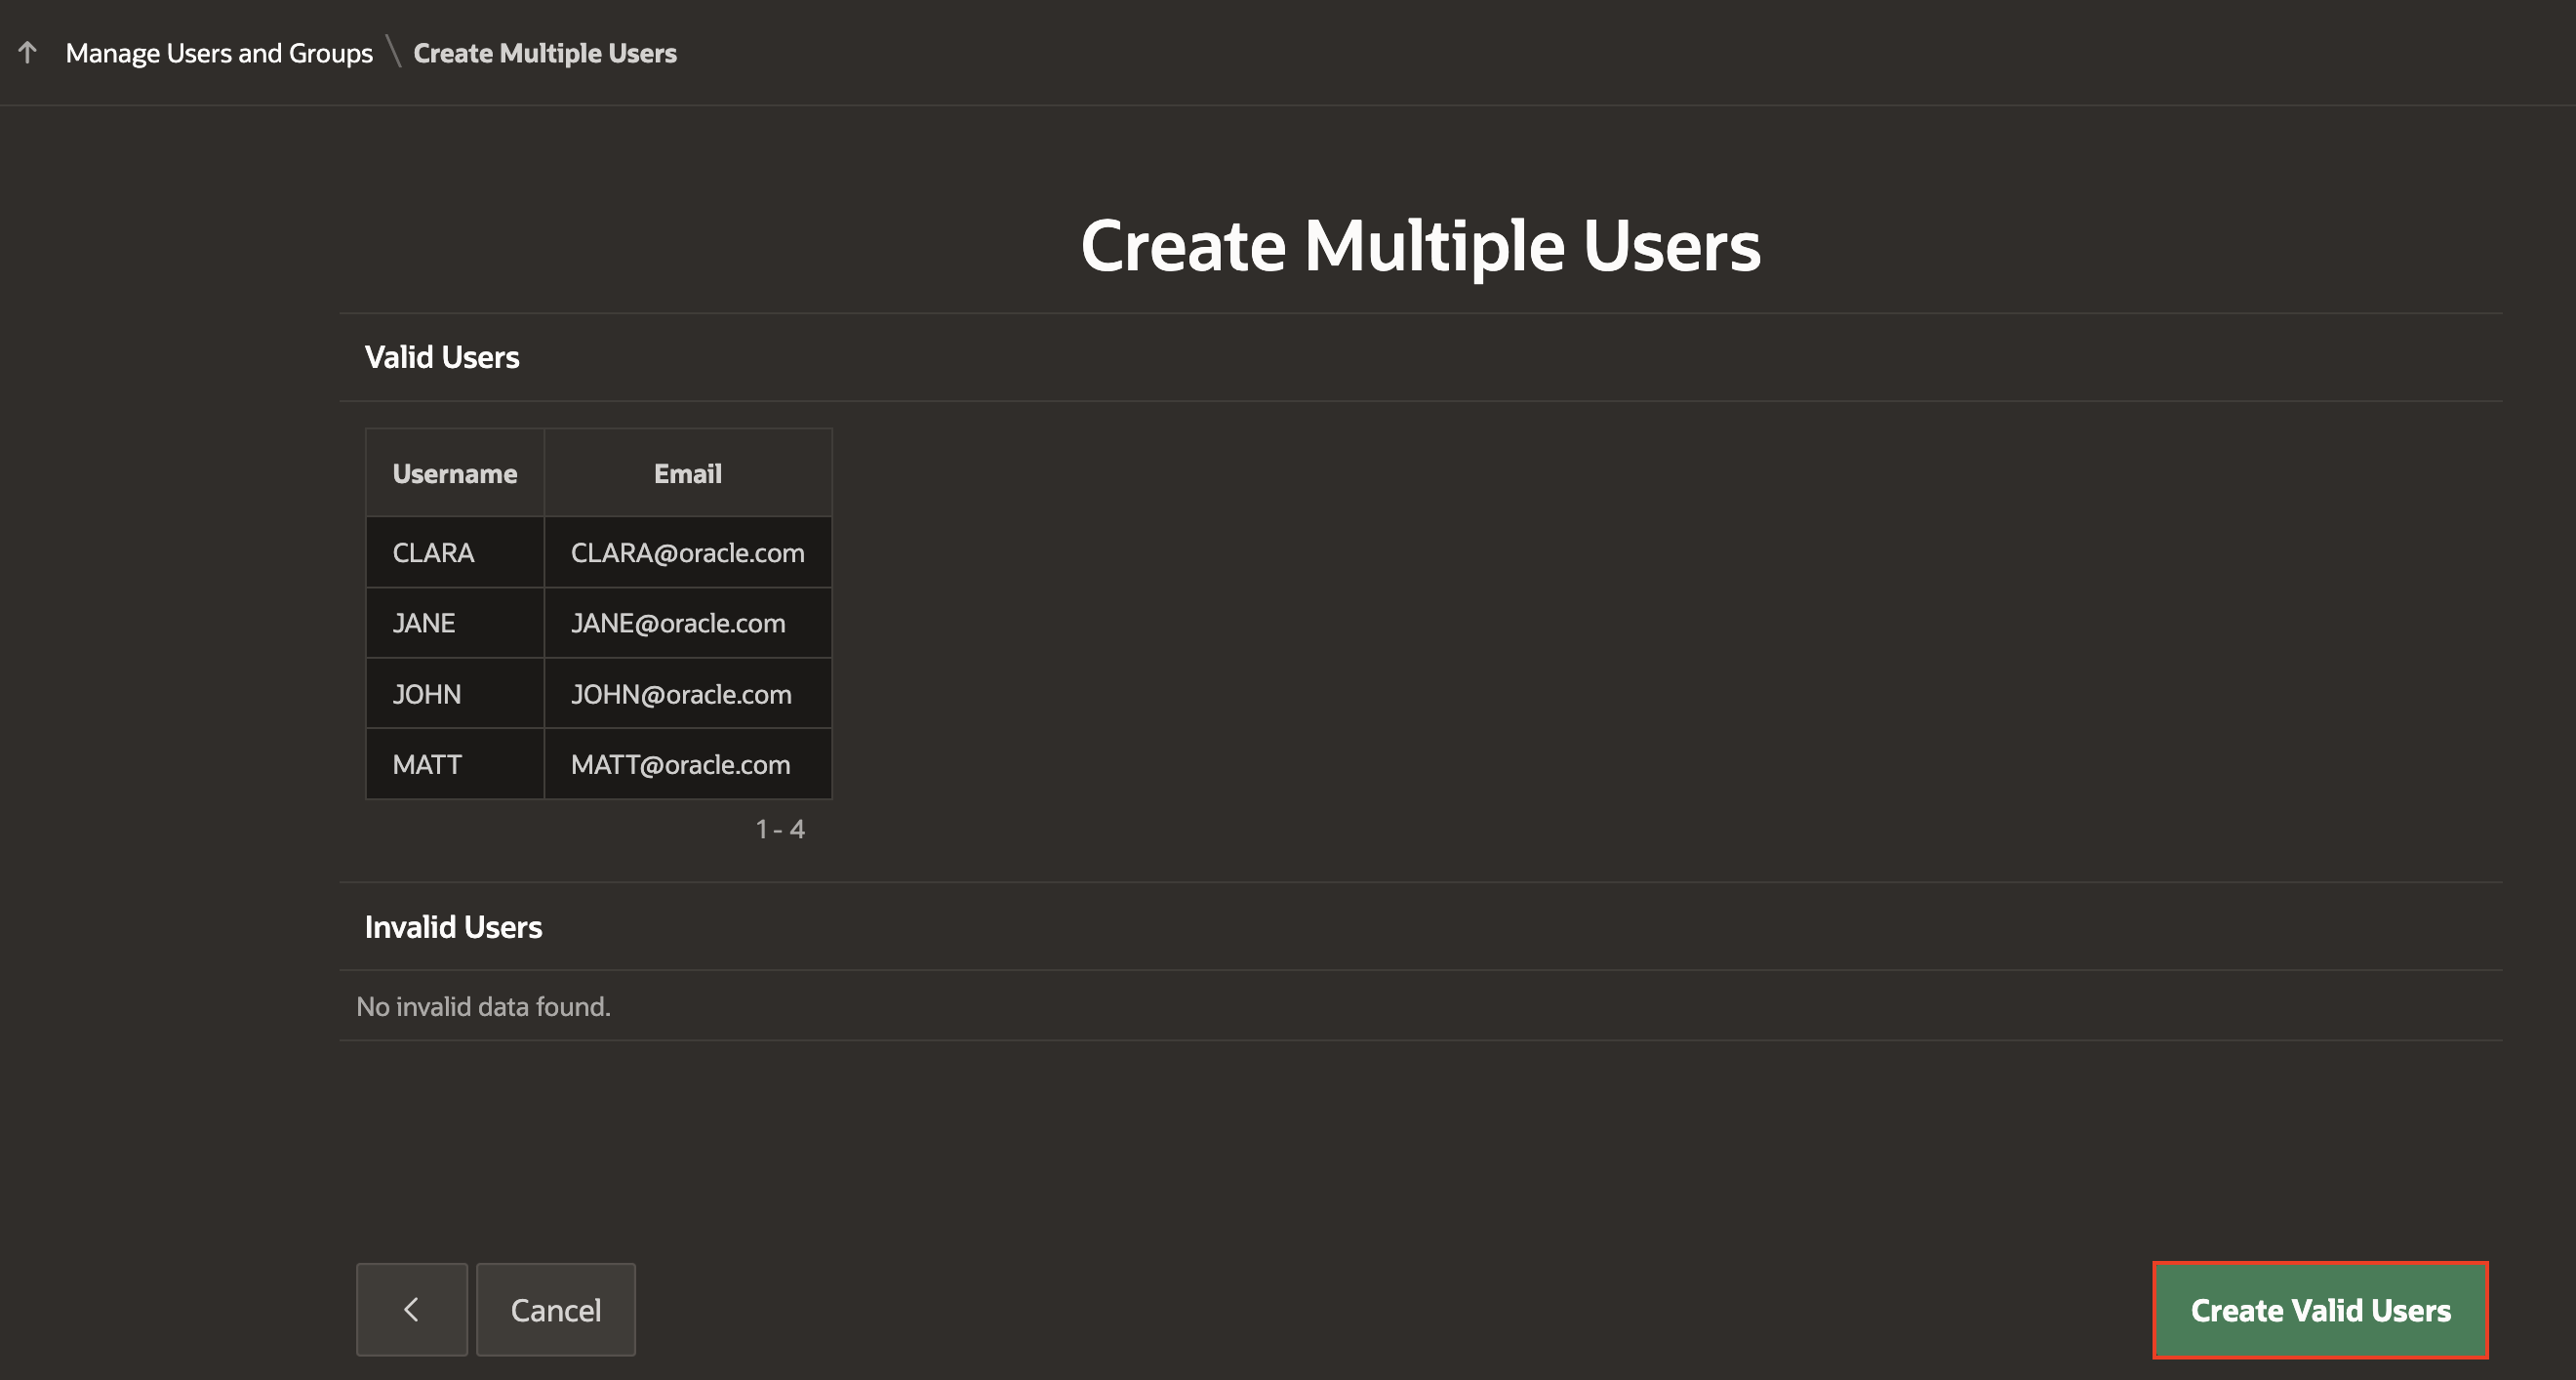 Manage Users and Groups \ Create Multiple Users
Create Multiple Users
Valid Users
Username Email
CLARA CLARA@oracle.com
JANE JANE@oracle.com
JOHN JOHN@oracle.com
MATT MATT@oracle.com
1 - 4
Invalid Users
No invalid data found.
Cancel Create Valid Users